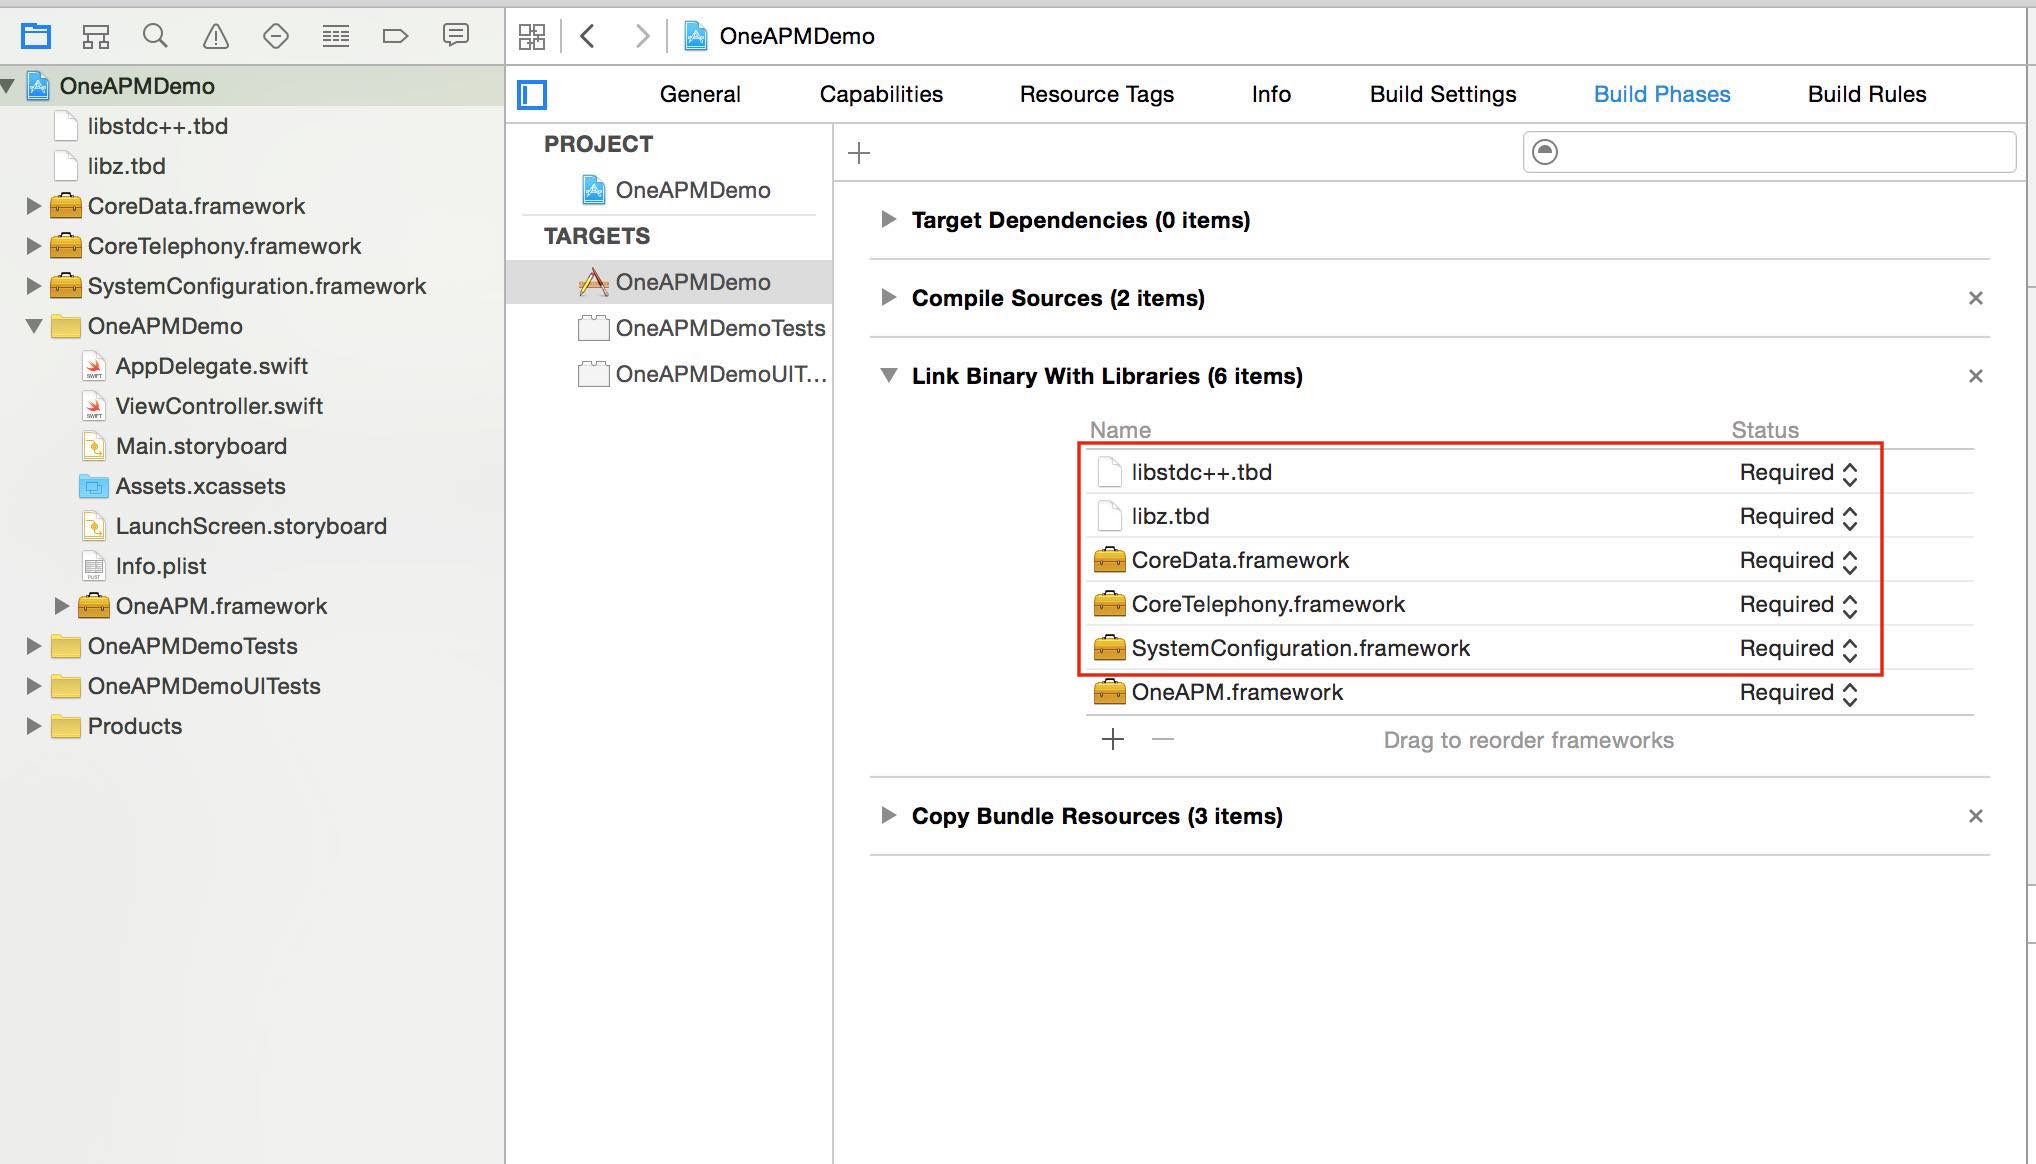 OneAPMDemo
General Capabilities Resource Tags Info Build Settings Build Phases Build Rules
OneAPMDemo
libstdc++.tbd
libz.tbd
CoreData.framework
CoreTelephony.framework
SystemConfiguration.framework
OneAPMDemo
AppDelegate.swift
ViewController.swift
Main.storyboard
Assets.xcassets
LaunchScreen.storyboard
Info.plist
OneAPM.framework
OneAPMDemoTests
OneAPMDemoUITests
Products
PROJECT
OneAPMDemo
TARGETS
OneAPMDemo
OneAPMDemoTests
OneAPMDemoUIT...
Target Dependencies (0 items)
Compile Sources (2 items)
Link Binary With Libraries (6 items)
Name Status
libstdc++.tbd Required
libz.tbd Required
CoreData.framework Required
CoreTelephony.framework Required
SystemConfiguration.framework Required
OneAPM.framework Required
Drag to reorder frameworks
Copy Bundle Resources (3 items)